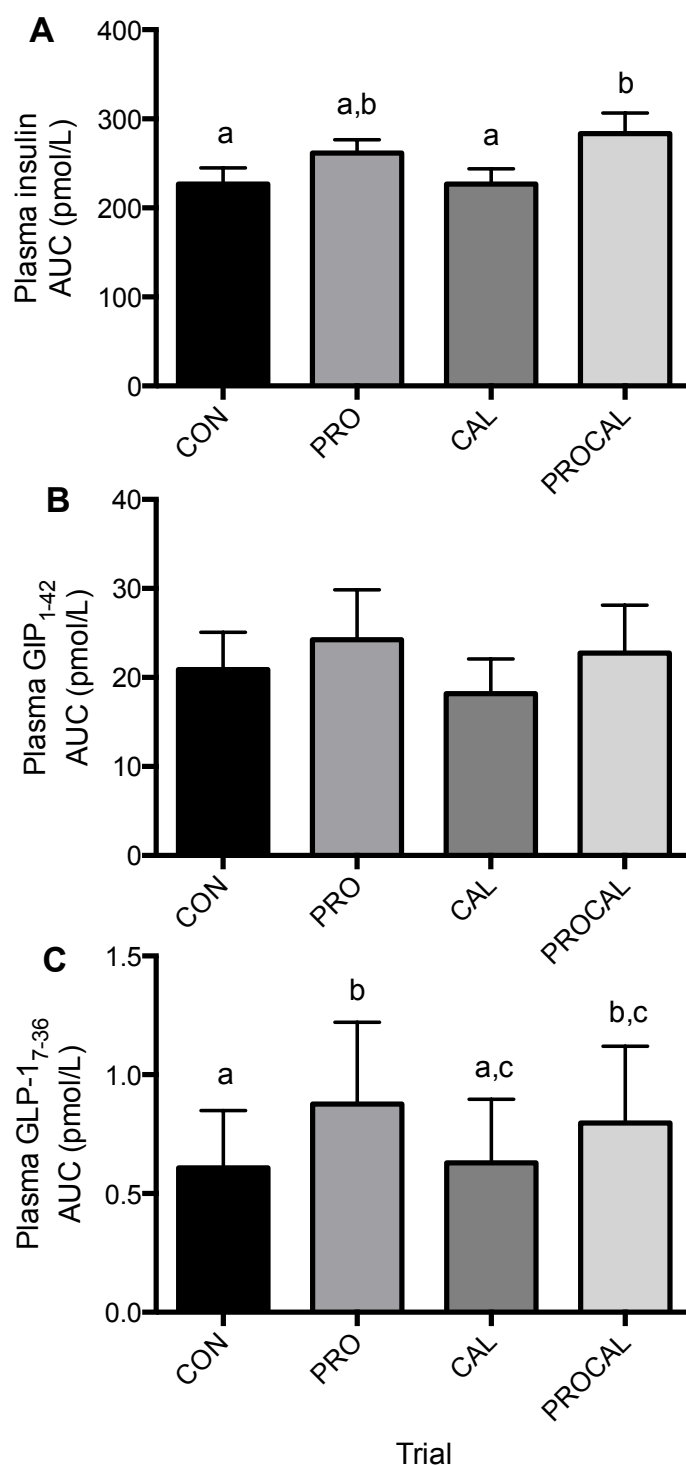 A
Plasma insulin
AUC (pmol/L)
400
300
200
100
0
a
a,b
a
b
CON
PRO
CAL
PROCAL
B
Plasma GIP1-42
AUC (pmol/L)
40
30
20
10
0
CON
PRO
CAL
PROCAL
C
Plasma GLP-17-36
AUC (pmol/L)
1.5
1.0
0.5
0.0
a
b
a,c
b,c
CON
PRO
CAL
PROCAL
Trial